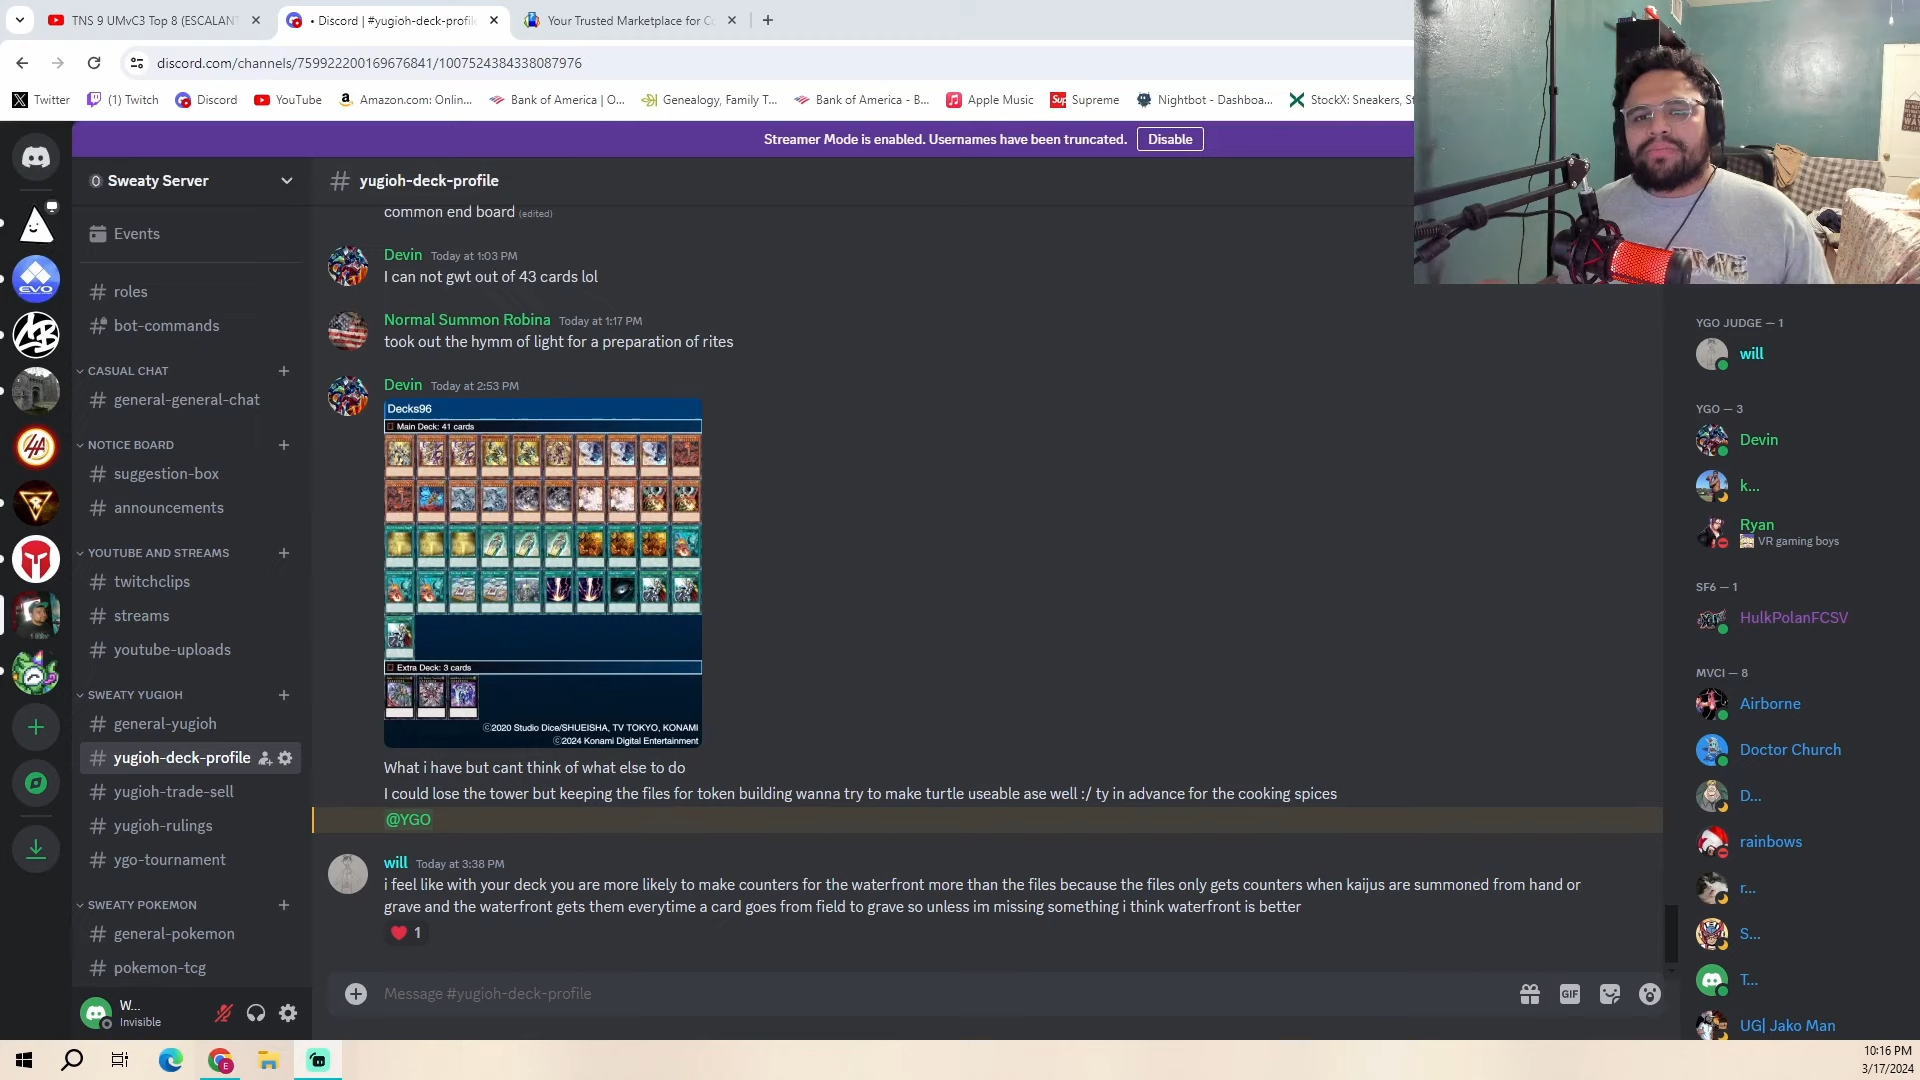 TNS 9 UMvC3 Top 8 (ESCALANT
• Discord | #yugioh-deck-profile
Your Trusted Marketplace for Co
discord.com/channels/759922200169676841/1007524384338087976
Twitter
(1) Twitch
Discord
YouTube
Amazon.com: Onlin...
Bank of America | O...
Genealogy, Family T...
Bank of America - B...
Apple Music
Supreme
Nightbot - Dashboa...
StockX: Sneakers, St
Streamer Mode is enabled. Usernames have been truncated.
Disable
Sweaty Server
yugioh-deck-profile
Events
roles
bot-commands
CASUAL CHAT
general-general-chat
NOTICE BOARD
suggestion-box
announcements
YOUTUBE AND STREAMS
twitchclips
streams
youtube-uploads
SWEATY YUGIOH
general-yugioh
yugioh-deck-profile
yugioh-trade-sell
yugioh-rulings
ygo-tournament
SWEATY POKEMON
general-pokemon
pokemon-tcg
W...
Invisible
EVO
common end board (edited)
Devin Today at 1:03 PM
I can not gwt out of 43 cards lol
Normal Summon Robina Today at 1:17 PM
took out the hymm of light for a preparation of rites
Devin Today at 2:53 PM
Decks96
Main Deck: 41 cards
Extra Deck: 3 cards
©2020 Studio Dice/SHUEISHA, TV TOKYO, KONAMI
©2024 Konami Digital Entertainment
What i have but cant think of what else to do
I could lose the tower but keeping the files for token building wanna try to make turtle useable ase well :/ ty in advance for the cooking spices
@YGO
will Today at 3:38 PM
i feel like with your deck you are more likely to make counters for the waterfront more than the files because the files only gets counters when kaijus are summoned from hand or
grave and the waterfront gets them everytime a card goes from field to grave so unless im missing something i think waterfront is better
1
Message #yugioh-deck-profile
GIF
YGO JUDGE — 1
will
YGO — 3
Devin
k...
Ryan
VR gaming boys
SF6 — 1
HulkPolanFCSV
MVCI — 8
Airborne
Doctor Church
D...
rainbows
r...
S...
T...
UG| Jako Man
10:16 PM
3/17/2024